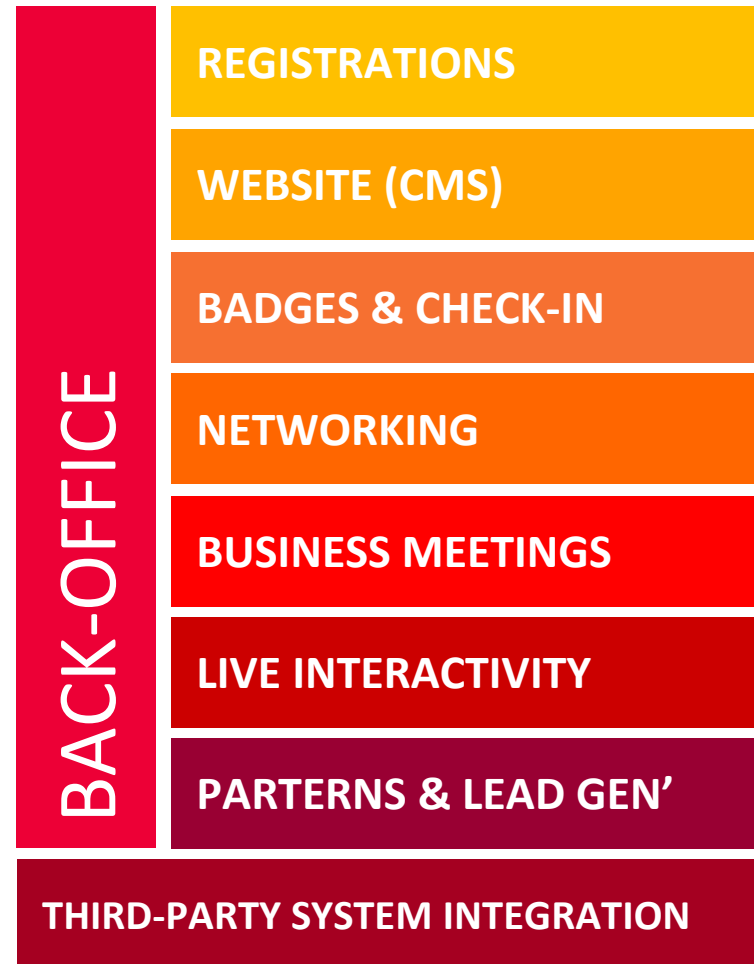 BACK-OFFICE
REGISTRATIONS
WEBSITE (CMS)
BADGES & CHECK-IN
NETWORKING
BUSINESS MEETINGS
LIVE INTERACTIVITY
PARTERNS & LEAD GEN’
THIRD-PARTY SYSTEM INTEGRATION